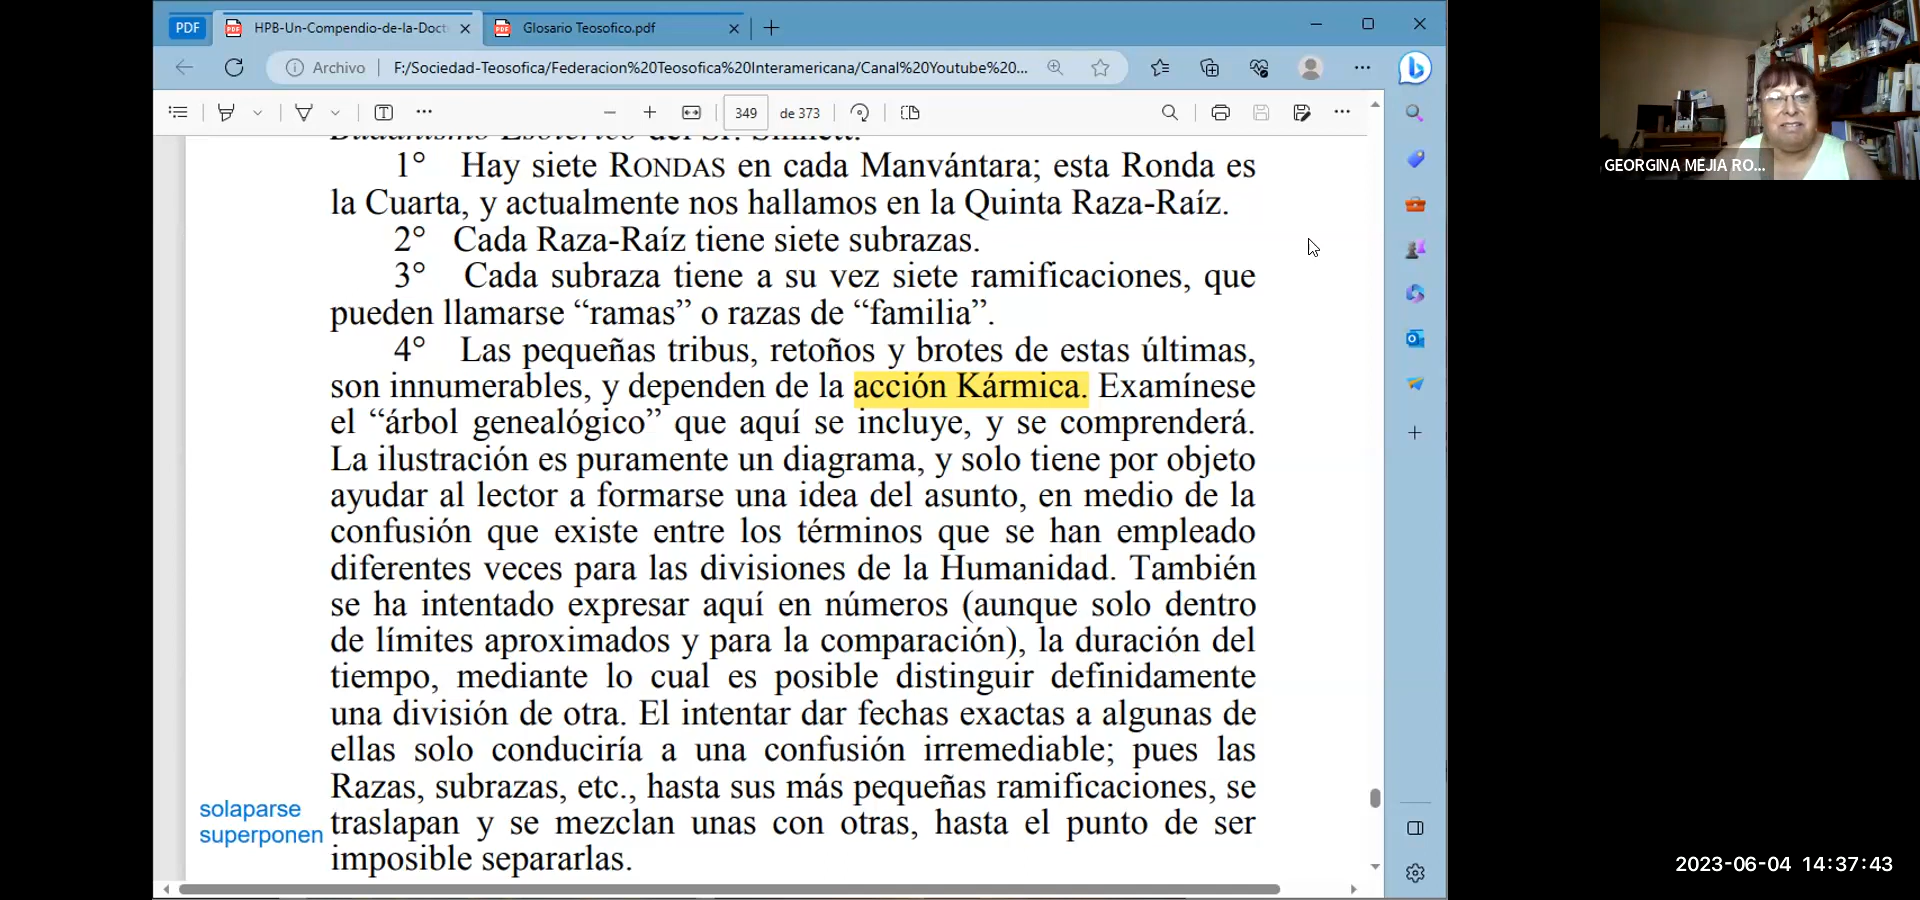 PDF
HPB-Un-Compendio-de-la-Doct
Glosario Teosofico.pdf
Archivo
F:/Sociedad-Teosofica/Federacion%20Teosofica%20Interamericana/Canal%20Youtube%20...
349
de 373
Buddhismo Esotérico del Sr. Sinnett.
1° Hay siete RONDAS en cada Manvántara; esta Ronda es
la Cuarta, y actualmente nos hallamos en la Quinta Raza-Raíz.
2° Cada Raza-Raíz tiene siete subrazas.
3° Cada subraza tiene a su vez siete ramificaciones, que
pueden llamarse “ramas” o razas de “familia”.
4° Las pequeñas tribus, retoños y brotes de estas últimas,
son innumerables, y dependen de la acción Kármica. Examínese
el “árbol genealógico” que aquí se incluye, y se comprenderá.
La ilustración es puramente un diagrama, y solo tiene por objeto
ayudar al lector a formarse una idea del asunto, en medio de la
confusión que existe entre los términos que se han empleado
diferentes veces para las divisiones de la Humanidad. También
se ha intentado expresar aquí en números (aunque solo dentro
de límites aproximados y para la comparación), la duración del
tiempo, mediante lo cual es posible distinguir definidamente
una división de otra. El intentar dar fechas exactas a algunas de
ellas solo conduciría a una confusión irremediable; pues las
Razas, subrazas, etc., hasta sus más pequeñas ramificaciones, se
traslapan y se mezclan unas con otras, hasta el punto de ser
imposible separarlas.
solaparse
superponen
GEORGINA MEJIA RO...
2023-06-04 14:37:43